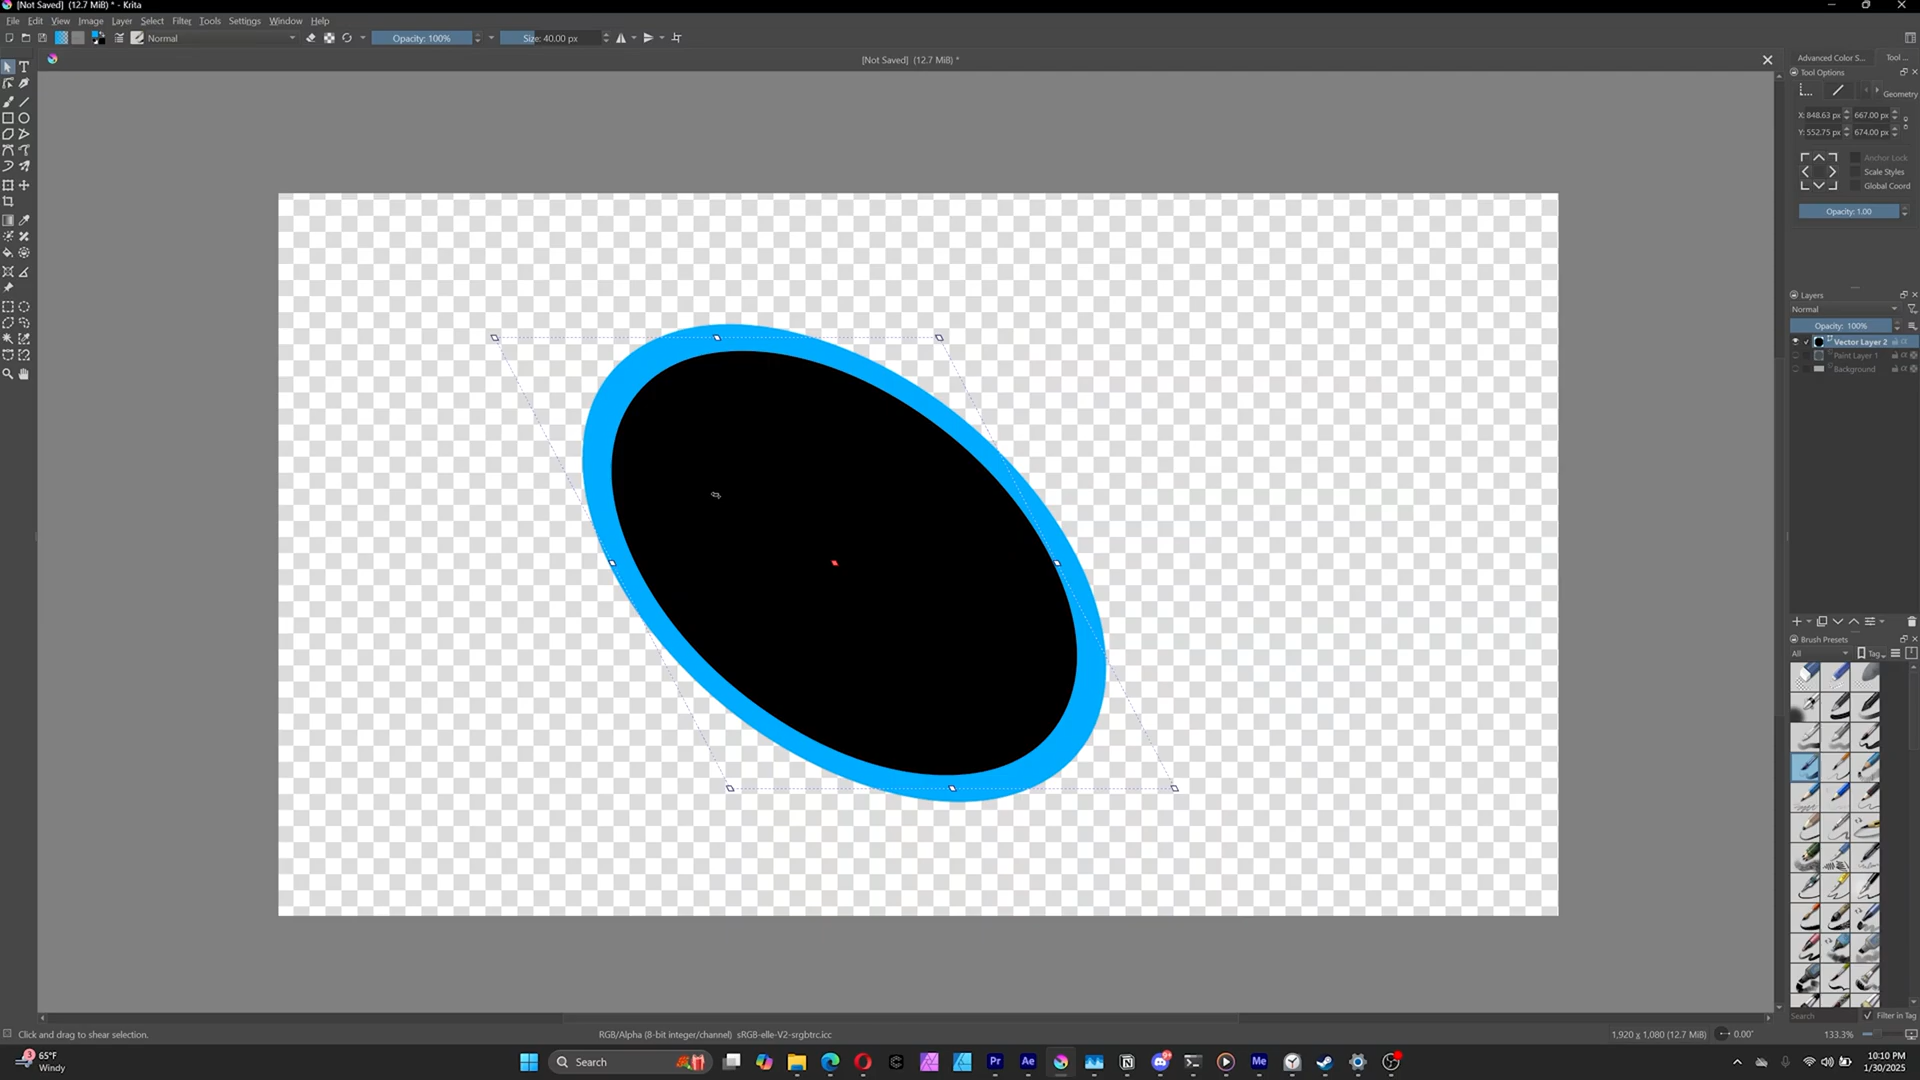 [Not Saved] (12.7 MiB) * - Krita
File Edit View Image Layer Select Filter Tools Settings Window Help
Normal Opacity: 100% Size: 40.00 px
[Not Saved] (12.7 MiB) *
Advanced Color S... Tool ...
Tool Options
Geometry
X: 848.63 px 667.00 px
Y: 552.75 px 674.00 px
Anchor Lock
Scale Styles
Global Coord
Opacity: 1.00
Layers
Normal
Opacity: 100%
Vector Layer 2
Paint Layer 1
Background
Brush Presets
All Tag
Search Filter in Tag
Click and drag to shear selection.
RGB/Alpha (8-bit integer/channel) sRGB-elle-V2-srgbtrc.icc
1,920 x 1,080 (12.7 MiB) 0.00° 133.3%
3 65°F
Windy
Search
Pr Ae Me
10:10 PM
1/30/2025